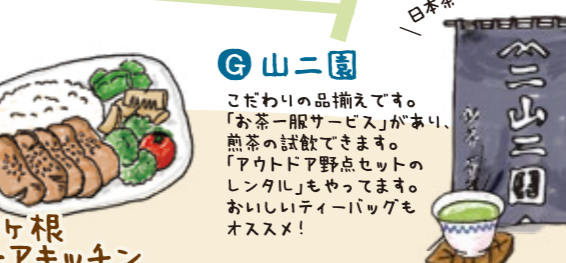 日本茶
G 山二園
こだわりの品揃えです。
「お茶一服サービス」があり、
煎茶の試飲できます。
「アウトドア野点セットの
レンタル」もやってます。
おいしいティーバッグも
オススメ!
山二園
ヶ根
アキッチン